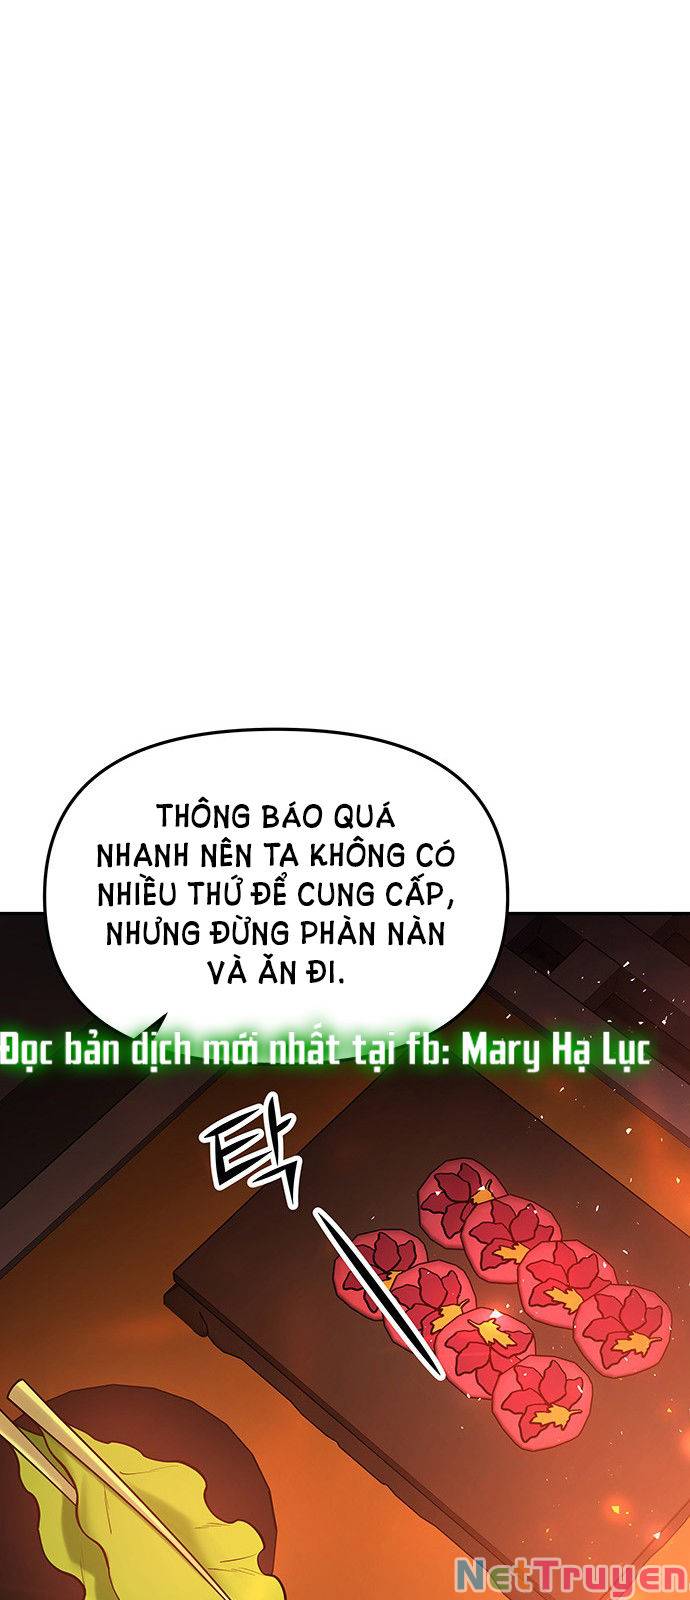 THÔNG BÁO QUÁ
NHANH NÊN TA KHÔNG CÓ
NHIỀU THỨ ĐỂ CUNG CẤP,
NHƯNG ĐỪNG PHÀN NÀN
VÀ ĂN ĐI.
Đọc bản dịch mới nhất tại fb: Mary Hạ Lục
탁
NetTruyen